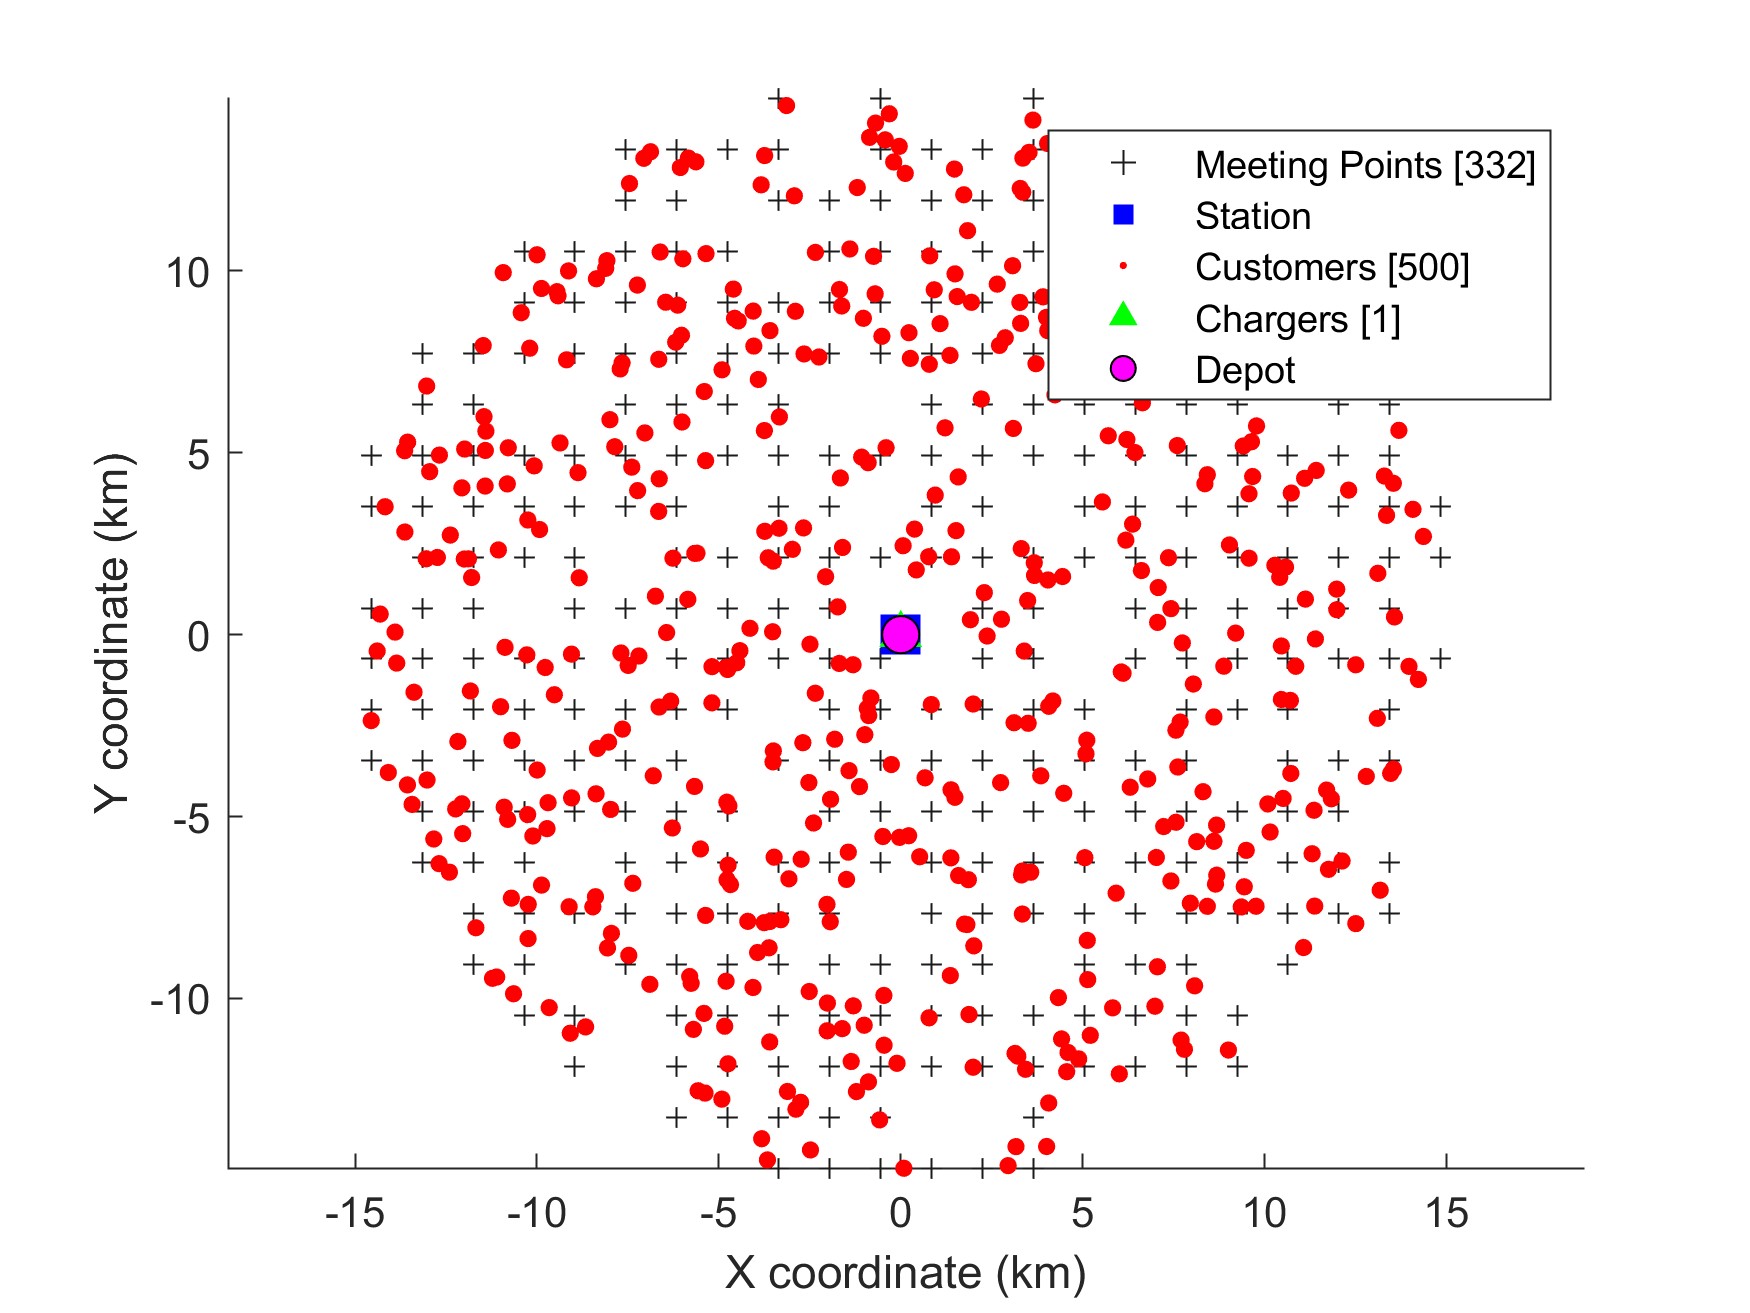 Meeting Points [332]
Station
Customers [500]
Chargers [1]
Depot
10
5
0
-5
-10
Y coordinate (km)
-15 -10 -5 0 5 10 15
X coordinate (km)